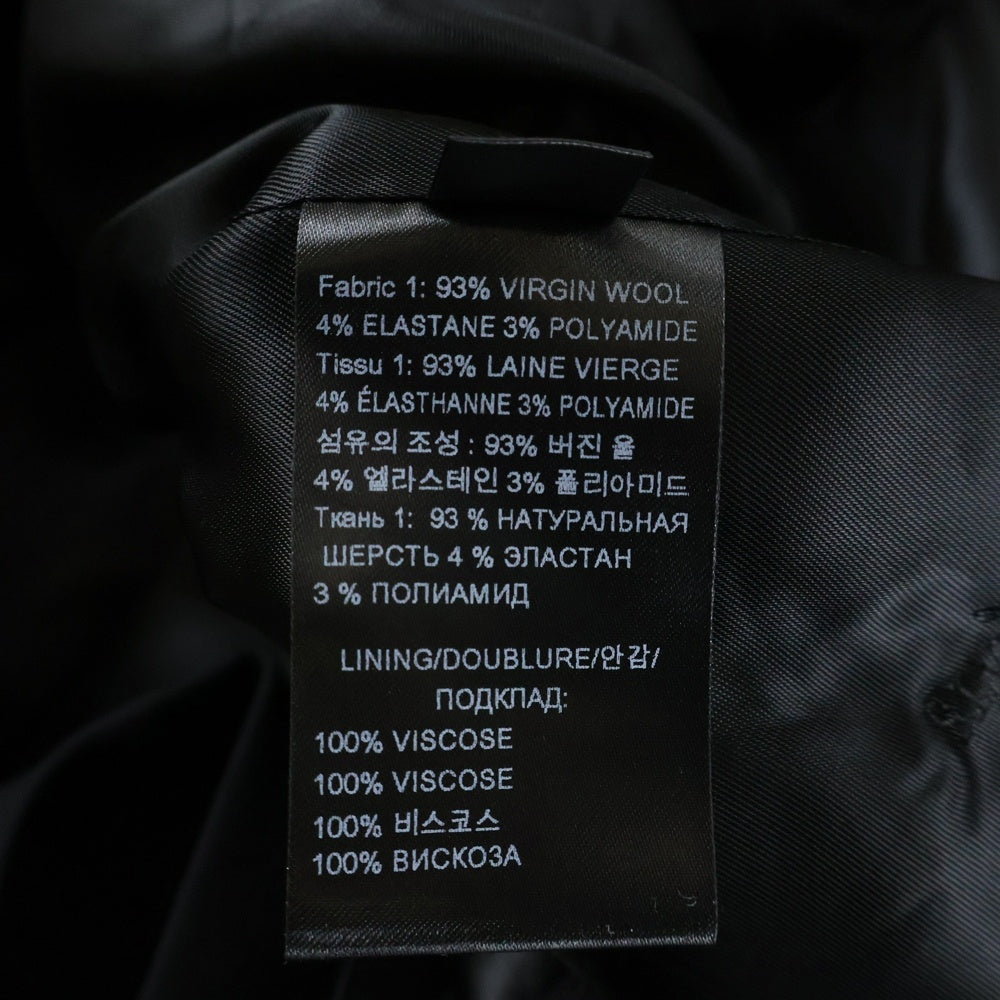 Fabric 1: 93% VIRGIN WOOL
4% ELASTANE 3% POLYAMIDE
Tissu 1: 93% LAINE VIERGE
4% ÉLASTHANNE 3% POLYAMIDE
섬유의 조성 : 93% 버진 울
4% 엘라스테인 3% 폴리아미드
Ткань 1: 93 % НАТУРАЛЬНАЯ
ШЕРСТЬ 4 % ЭЛАСТАН
3 % ПОЛИАМИД
LINING/DOUBLURE/안감/
ПОДКЛАД:
100% VISCOSE
100% VISCOSE
100% 비스코스
100% ВИСКОЗА